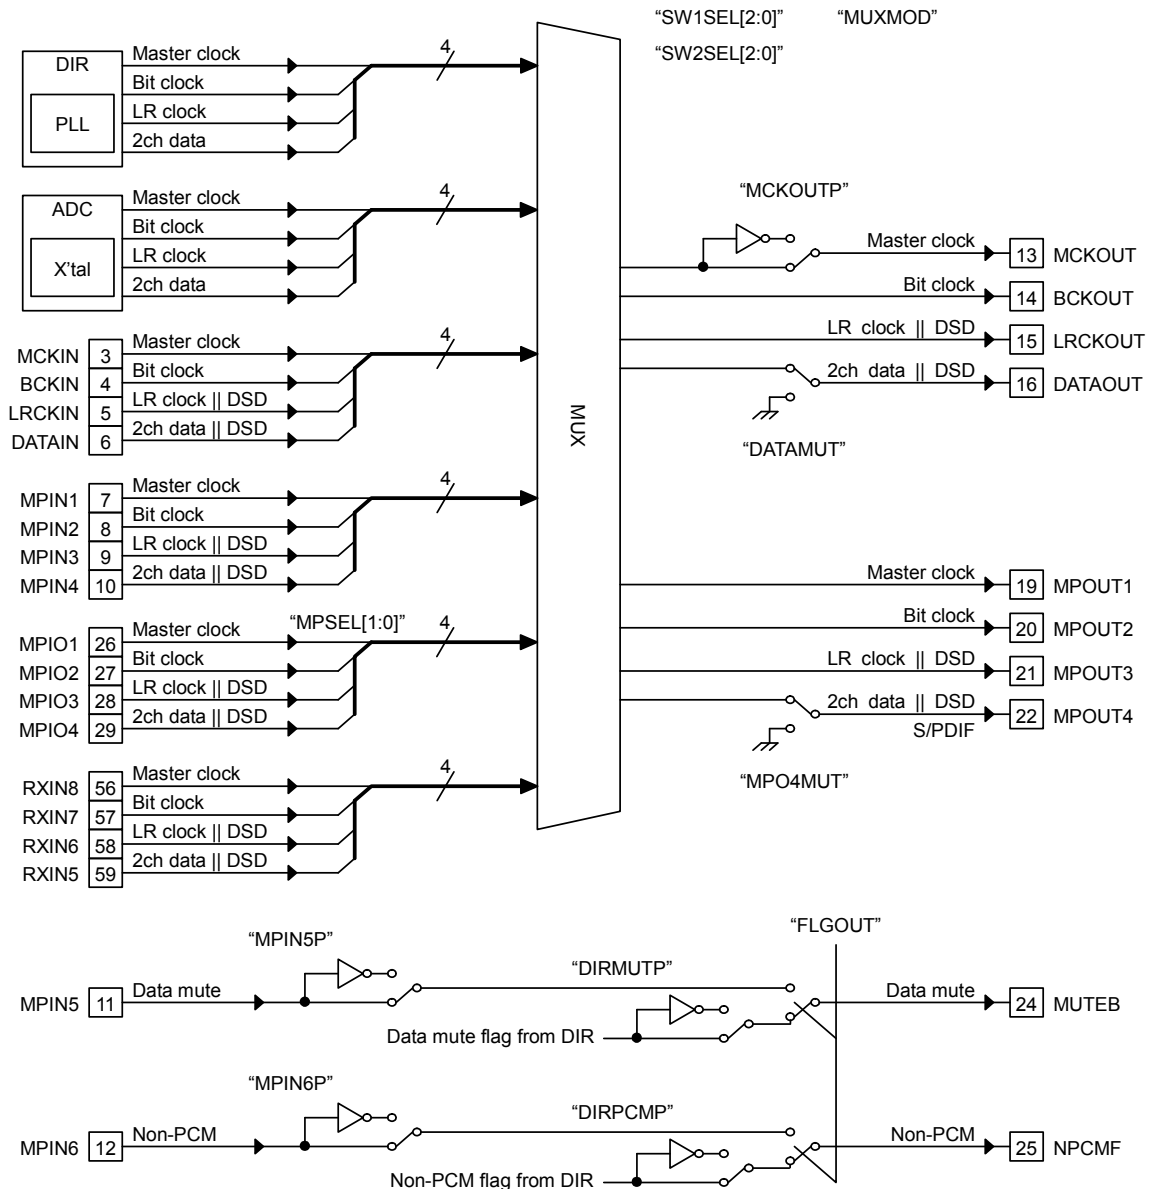 “SW1SEL[2:0]” “MUXMOD”
“SW2SEL[2:0]”
DIR
PLL
Master clock
Bit clock
LR clock
2ch data
4
ADC
X'tal
Master clock
Bit clock
LR clock
2ch data
4
MCKIN 3 Master clock
BCKIN 4 Bit clock
LRCKIN 5 LR clock || DSD
DATAIN 6 2ch data || DSD
4
MPIN1 7 Master clock
MPIN2 8 Bit clock
MPIN3 9 LR clock || DSD
MPIN4 10 2ch data || DSD
4
“MPSEL[1:0]”
MPIO1 26 Master clock
MPIO2 27 Bit clock
MPIO3 28 LR clock || DSD
MPIO4 29 2ch data || DSD
4
RXIN8 56 Master clock
RXIN7 57 Bit clock
RXIN6 58 LR clock || DSD
RXIN5 59 2ch data || DSD
4
MUX
“MCKOUTP”
Master clock 13 MCKOUT
Bit clock 14 BCKOUT
LR clock || DSD 15 LRCKOUT
2ch data || DSD 16 DATAOUT
“DATAMUT”
Master clock 19 MPOUT1
Bit clock 20 MPOUT2
LR clock || DSD 21 MPOUT3
2ch data || DSD 22 MPOUT4
S/PDIF
“MPO4MUT”
“FLGOUT”
“MPIN5P”
“DIRMUTP”
MPIN5 11 Data mute
Data mute 24 MUTEB
Data mute flag from DIR
“MPIN6P”
“DIRPCMP”
MPIN6 12 Non-PCM
Non-PCM 25 NPCMF
Non-PCM flag from DIR